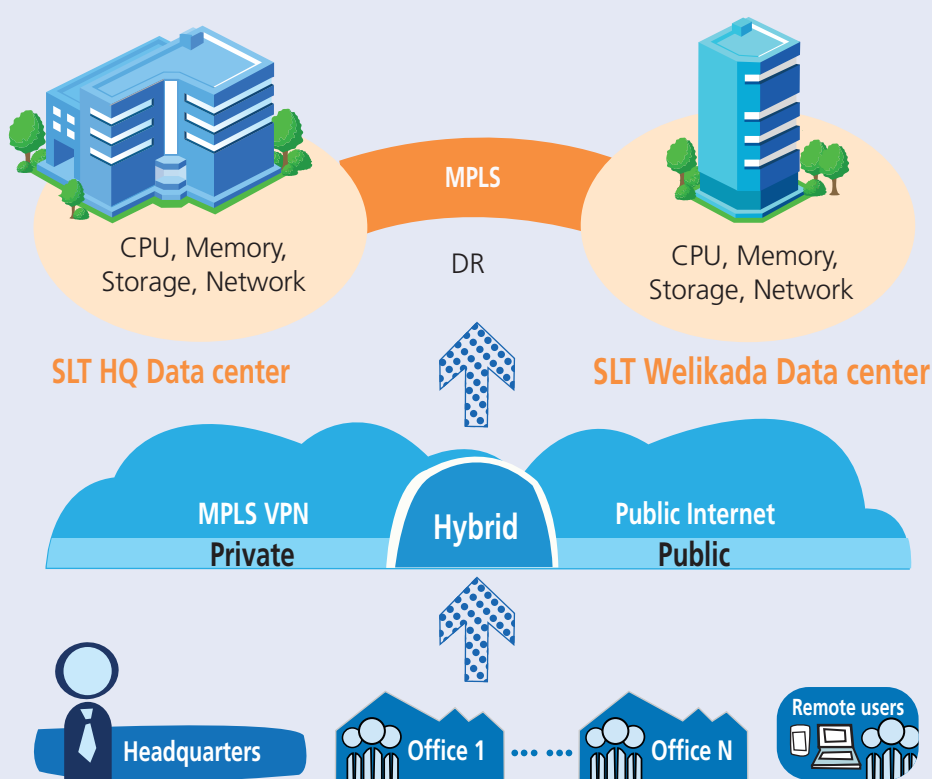 MPLS
CPU, Memory,
Storage, Network
DR
CPU, Memory,
Storage, Network
SLT HQ Data center
SLT Welikada Data center
MPLS VPN
Private
Hybrid
Public Internet
Public
Headquarters
Office 1
Office N
Remote users